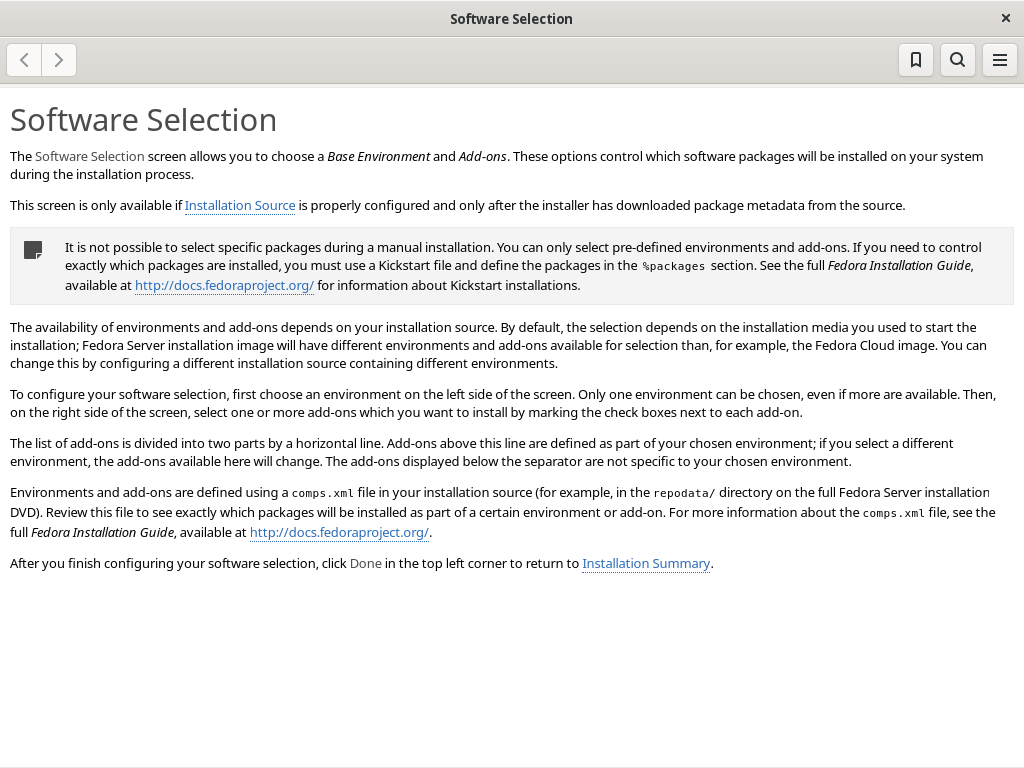 Software Selection
Software Selection
The Software Selection screen allows you to choose a Base Environment and Add-ons. These options control which software packages will be installed on your system
during the installation process.
This screen is only available if Installation Source is properly configured and only after the installer has downloaded package metadata from the source.
It is not possible to select specific packages during a manual installation. You can only select pre-defined environments and add-ons. If you need to control
exactly which packages are installed, you must use a Kickstart file and define the packages in the %packages section. See the full Fedora Installation Guide,
available at http://docs.fedoraproject.org/ for information about Kickstart installations.
The availability of environments and add-ons depends on your installation source. By default, the selection depends on the installation media you used to start the
installation; Fedora Server installation image will have different environments and add-ons available for selection than, for example, the Fedora Cloud image. You can
change this by configuring a different installation source containing different environments.
To configure your software selection, first choose an environment on the left side of the screen. Only one environment can be chosen, even if more are available. Then,
on the right side of the screen, select one or more add-ons which you want to install by marking the check boxes next to each add-on.
The list of add-ons is divided into two parts by a horizontal line. Add-ons above this line are defined as part of your chosen environment; if you select a different
environment, the add-ons available here will change. The add-ons displayed below the separator are not specific to your chosen environment.
Environments and add-ons are defined using a comps.xml file in your installation source (for example, in the repodata/ directory on the full Fedora Server installation
DVD). Review this file to see exactly which packages will be installed as part of a certain environment or add-on. For more information about the comps.xml file, see the
full Fedora Installation Guide, available at http://docs.fedoraproject.org/.
After you finish configuring your software selection, click Done in the top left corner to return to Installation Summary.